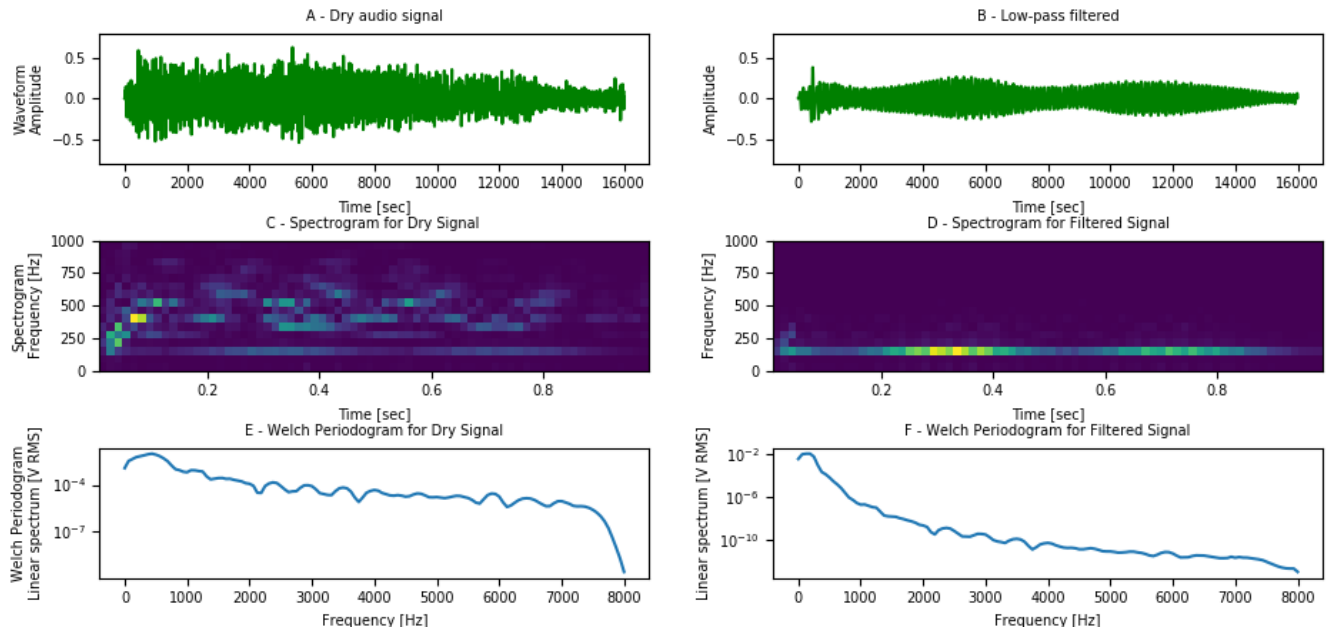 A - Dry audio signal
Waveform
Amplitude
0.5
0.0
−0.5
0 2000 4000 6000 8000 10000 12000 14000 16000
Time [sec]
B - Low-pass filtered
Amplitude
0.5
0.0
−0.5
0 2000 4000 6000 8000 10000 12000 14000 16000
Time [sec]
C - Spectrogram for Dry Signal
Spectrogram
Frequency [Hz]
1000
750
500
250
0
0.2 0.4 0.6 0.8
Time [sec]
D - Spectrogram for Filtered Signal
Frequency [Hz]
1000
750
500
250
0
0.2 0.4 0.6 0.8
Time [sec]
E - Welch Periodogram for Dry Signal
Welch Periodogram
Linear spectrum [V RMS]
10⁻⁴
10⁻⁷
0 1000 2000 3000 4000 5000 6000 7000 8000
Frequency [Hz]
F - Welch Periodogram for Filtered Signal
Linear spectrum [V RMS]
10⁻²
10⁻⁶
10⁻¹⁰
0 1000 2000 3000 4000 5000 6000 7000 8000
Frequency [Hz]